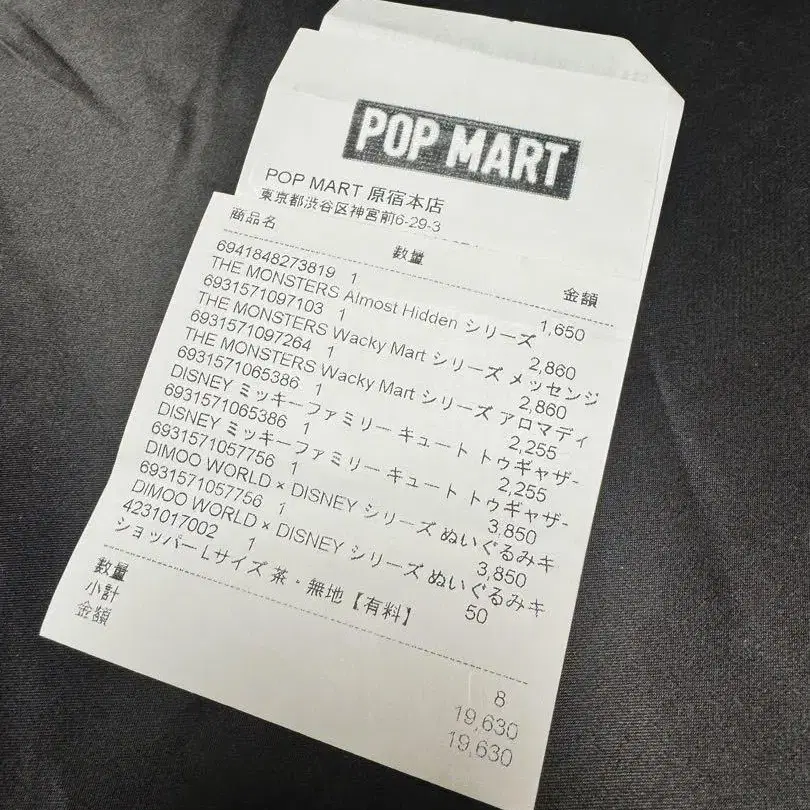 POP MART
POP MART 原宿本店
東京都渋谷区神宮前6-29-3
商品名 数量 金額
6941848273819 1 1,650
THE MONSTERS Almost Hidden シリーズ
6931571097103 1 2,860
THE MONSTERS Wacky Mart シリーズ メッセンジ
6931571097264 1 2,860
THE MONSTERS Wacky Mart シリーズ アロマディ
6931571065386 1 2,255
DISNEY ミッキーファミリー キュート トゥギャザ-
6931571065386 1 2,255
DISNEY ミッキーファミリー キュート トゥギャザ-
6931571057756 1 3,850
DIMOO WORLD × DISNEY シリーズ ぬいぐるみキ
6931571057756 1 3,850
DIMOO WORLD × DISNEY シリーズ ぬいぐるみキ
4231017002 1 50
ショッパー Lサイズ 茶・無地【有料】
数量 8
小計 19,630
金額 19,630